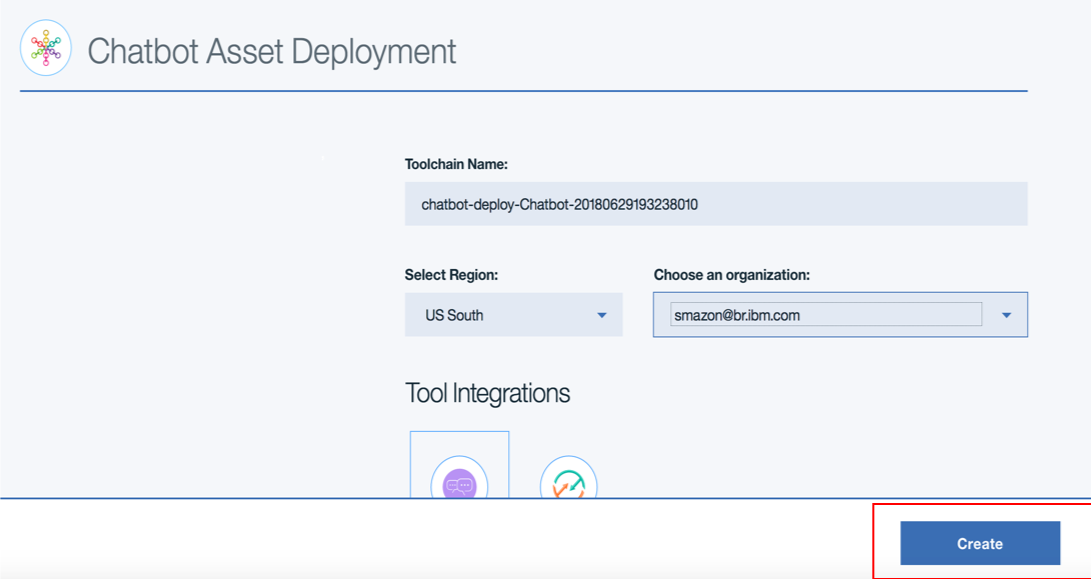 Chatbot Asset Deployment
Toolchain Name:
chatbot-deploy-Chatbot-20180629193238010
Select Region:
Choose an organization:
US South
smazon@br.ibm.com
Tool Integrations
Create